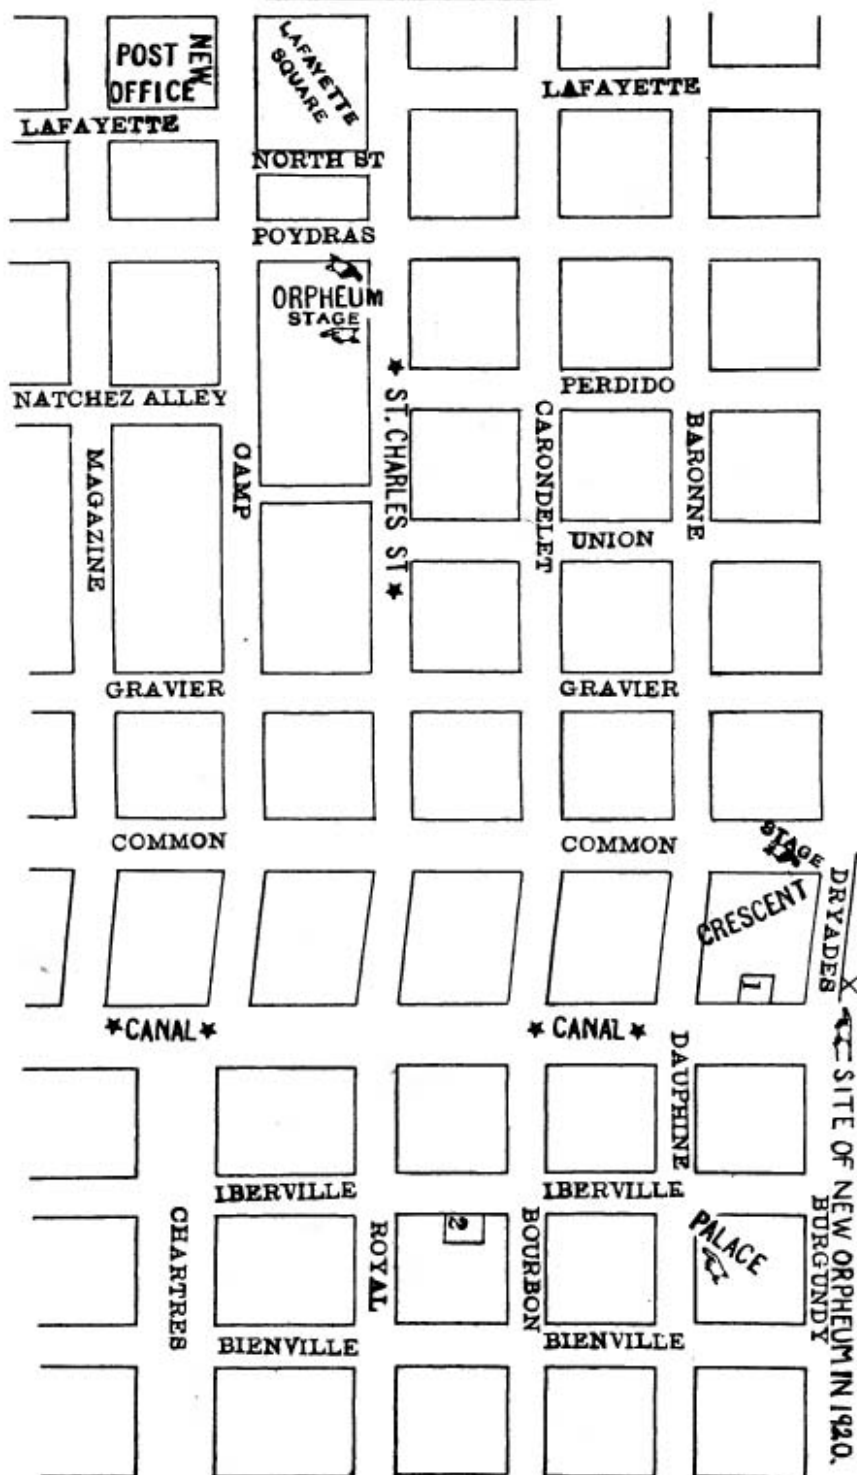 POST
OFFICE
NEW
LAFAYETTE
SQUARE
LAFAYETTE
LAFAYETTE
NORTH ST
POYDRAS
ORPHEUM
STAGE
NATCHEZ ALLEY
PERDIDO
MAGAZINE
CAMP
★ ST. CHARLES ST ★
CARONDELET
BARONNE
UNION
GRAVIER
GRAVIER
COMMON
COMMON
STAGE
CRESCENT
DRYADES
1
X
★CANAL★
★ CANAL ★
DAUPHINE
SITE OF NEW ORPHEUM IN 1920.
IBERVILLE
IBERVILLE
CHARTRES
ROYAL
2
BOURBON
PALACE
BURGUNDY
BIENVILLE
BIENVILLE